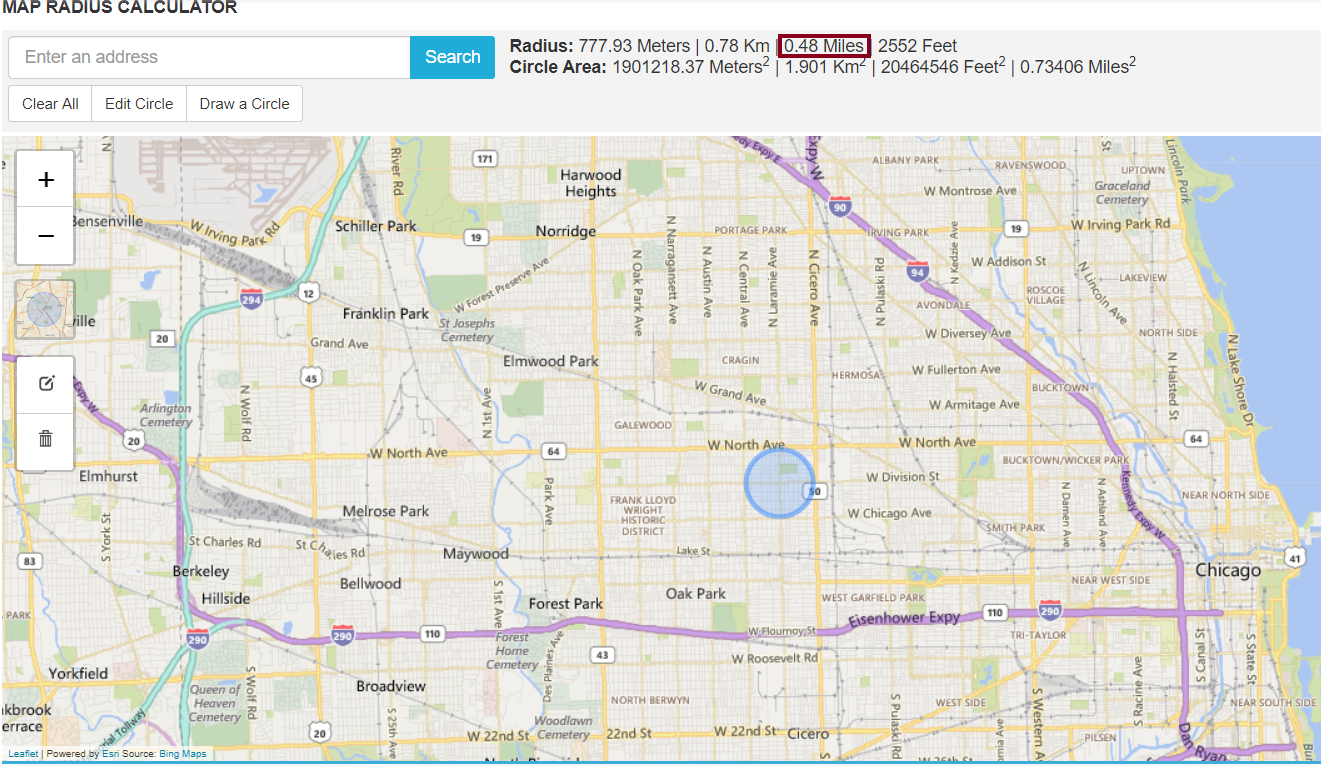 MAP RADIUS CALCULATOR
Enter an address
Search
Radius: 777.93 Meters | 0.78 Km | 0.48 Miles 2552 Feet
Circle Area: 1901218.37 Meters2 | 1.901 Km2 | 20464546 Feet2 | 0.73406 Miles2
Clear All
Edit Circle
Draw a Circle
+
−
River Rd
171
Harwood
Heights
Expy W
ALBANY PARK
RAVENSWOOD
UPTOWN
Lincoln Park
St
Graceland
Cemetery
W Montrose Ave
90
Bensenville
W Irving Park Rd
Schiller Park
19
Norridge
PORTAGE PARK
IRVING PARK
19
W Irving Park Rd
N Oak Park Ave
N Narragansett Ave
N Austin Ave
N Central Ave
N Laramie Ave
N Cicero Ave
N Pulaski Rd
N Kedzie Ave
W Addison St
94
N Lincoln Ave
LAKEVIEW
W Forest Preserve Ave
294
12
ROSCOE
VILLAGE
AVONDALE
Franklin Park
St Josephs
Cemetery
ville
20
Grand Ave
W Diversey Ave
NORTH SIDE
N Lake Shore Dr
Elmwood Park
CRAGIN
HERMOSA
W Fullerton Ave
N Halsted St
45
BUCKTOWN
Expy W
N Wolf Rd
N 1st Ave
W Grand Ave
W Armitage Ave
Arlington
Cemetery
20
GALEWOOD
64
W North Ave
64
W North Ave
W North Ave
BUCKTOWN/WICKER PARK
Elmhurst
W Division St
Park Ave
50
N Damen Ave
N Ashland Ave
Kennedy Expy W
NEAR NORTH SIDE
FRANK LLOYD
WRIGHT
HISTORIC
DISTRICT
Melrose Park
W Chicago Ave
SMITH PARK
S York St
St Charles Rd
St Charles Rd
Maywood
Lake St
83
41
Berkeley
Chicago
Bellwood
NEAR WEST SIDE
Hillside
S 1st Ave
Forest Park
Oak Park
WEST GARFIELD PARK
Eisenhower Expy
110
290
290
290
110
W Flournoy St
TRI-TAYLOR
Forest
Home
Cemetery
Des Plaines Ave
43
W Roosevelt Rd
S Canal St
S State St
Yorkfield
S Wolf Rd
Queen of
Heaven
Cemetery
Broadview
NORTH BERWYN
WEST SIDE
S Racine Ave
NEAR SOUTH SIDE
S Pulaski Rd
S Western Ave
S 25th Ave
Woodlawn
Cemetery
20
W 22nd St
22nd St
W 22nd St
Cicero
PILSEN
Dan Ryan
Leaflet | Powered by Esri Source: Bing Maps